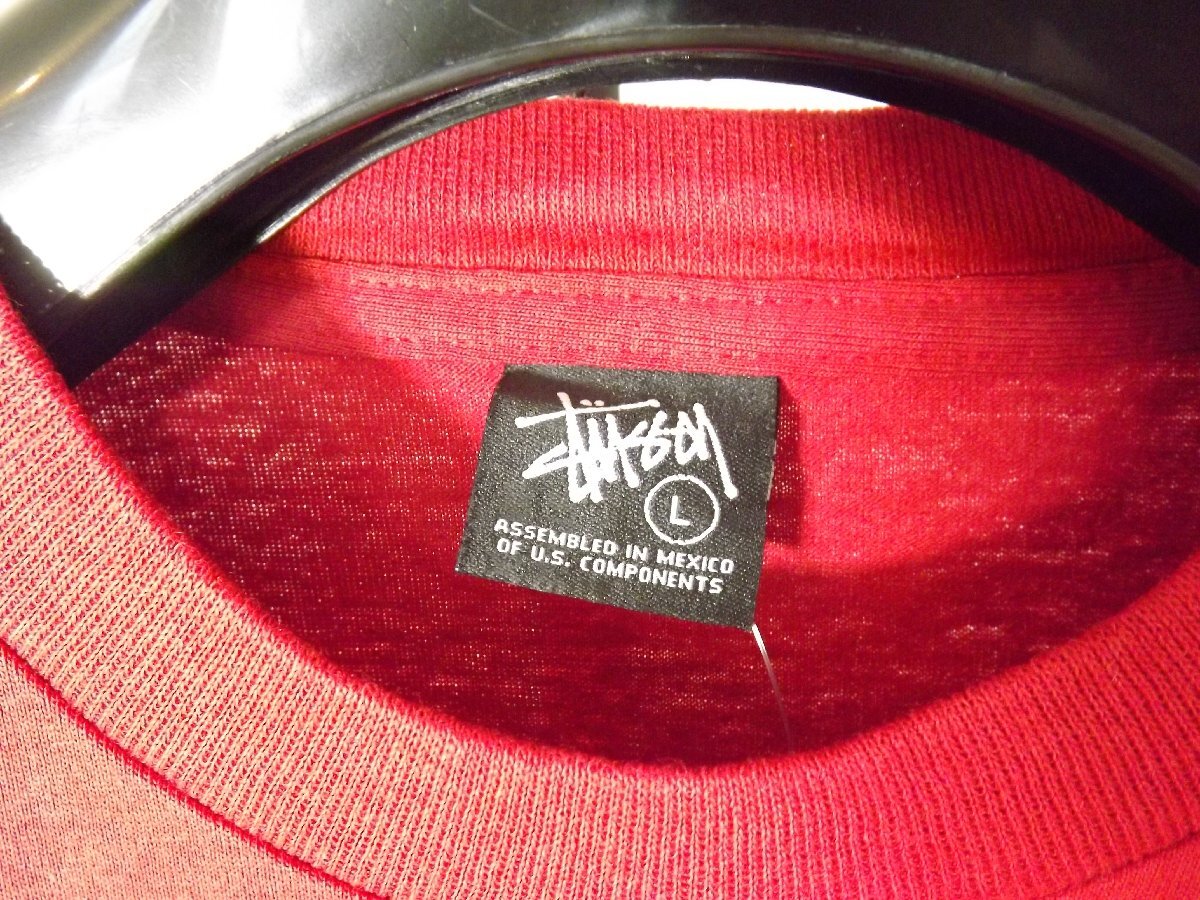 Stüssy
L
ASSEMBLED IN MEXICO
OF U.S. COMPONENTS